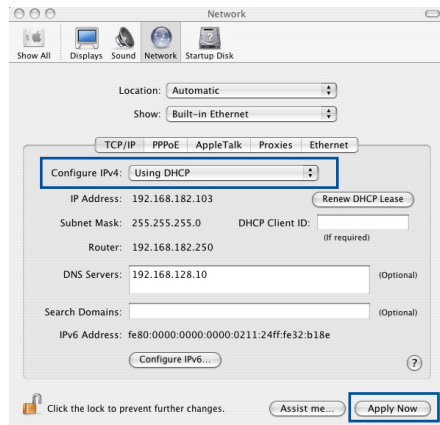 Network
Show All Displays Sound Network Startup Disk
Location: Automatic
Show: Built-in Ethernet
TCP/IP PPPoE AppleTalk Proxies Ethernet
Configure IPv4: Using DHCP
IP Address: 192.168.182.103 Renew DHCP Lease
Subnet Mask: 255.255.255.0 DHCP Client ID:
(If required)
Router: 192.168.182.250
DNS Servers: 192.168.128.10 (Optional)
Search Domains: (Optional)
IPv6 Address: fe80:0000:0000:0000:0211:24ff:fe32:b18e
Configure IPv6... ?
Click the lock to prevent further changes. Assist me... Apply Now